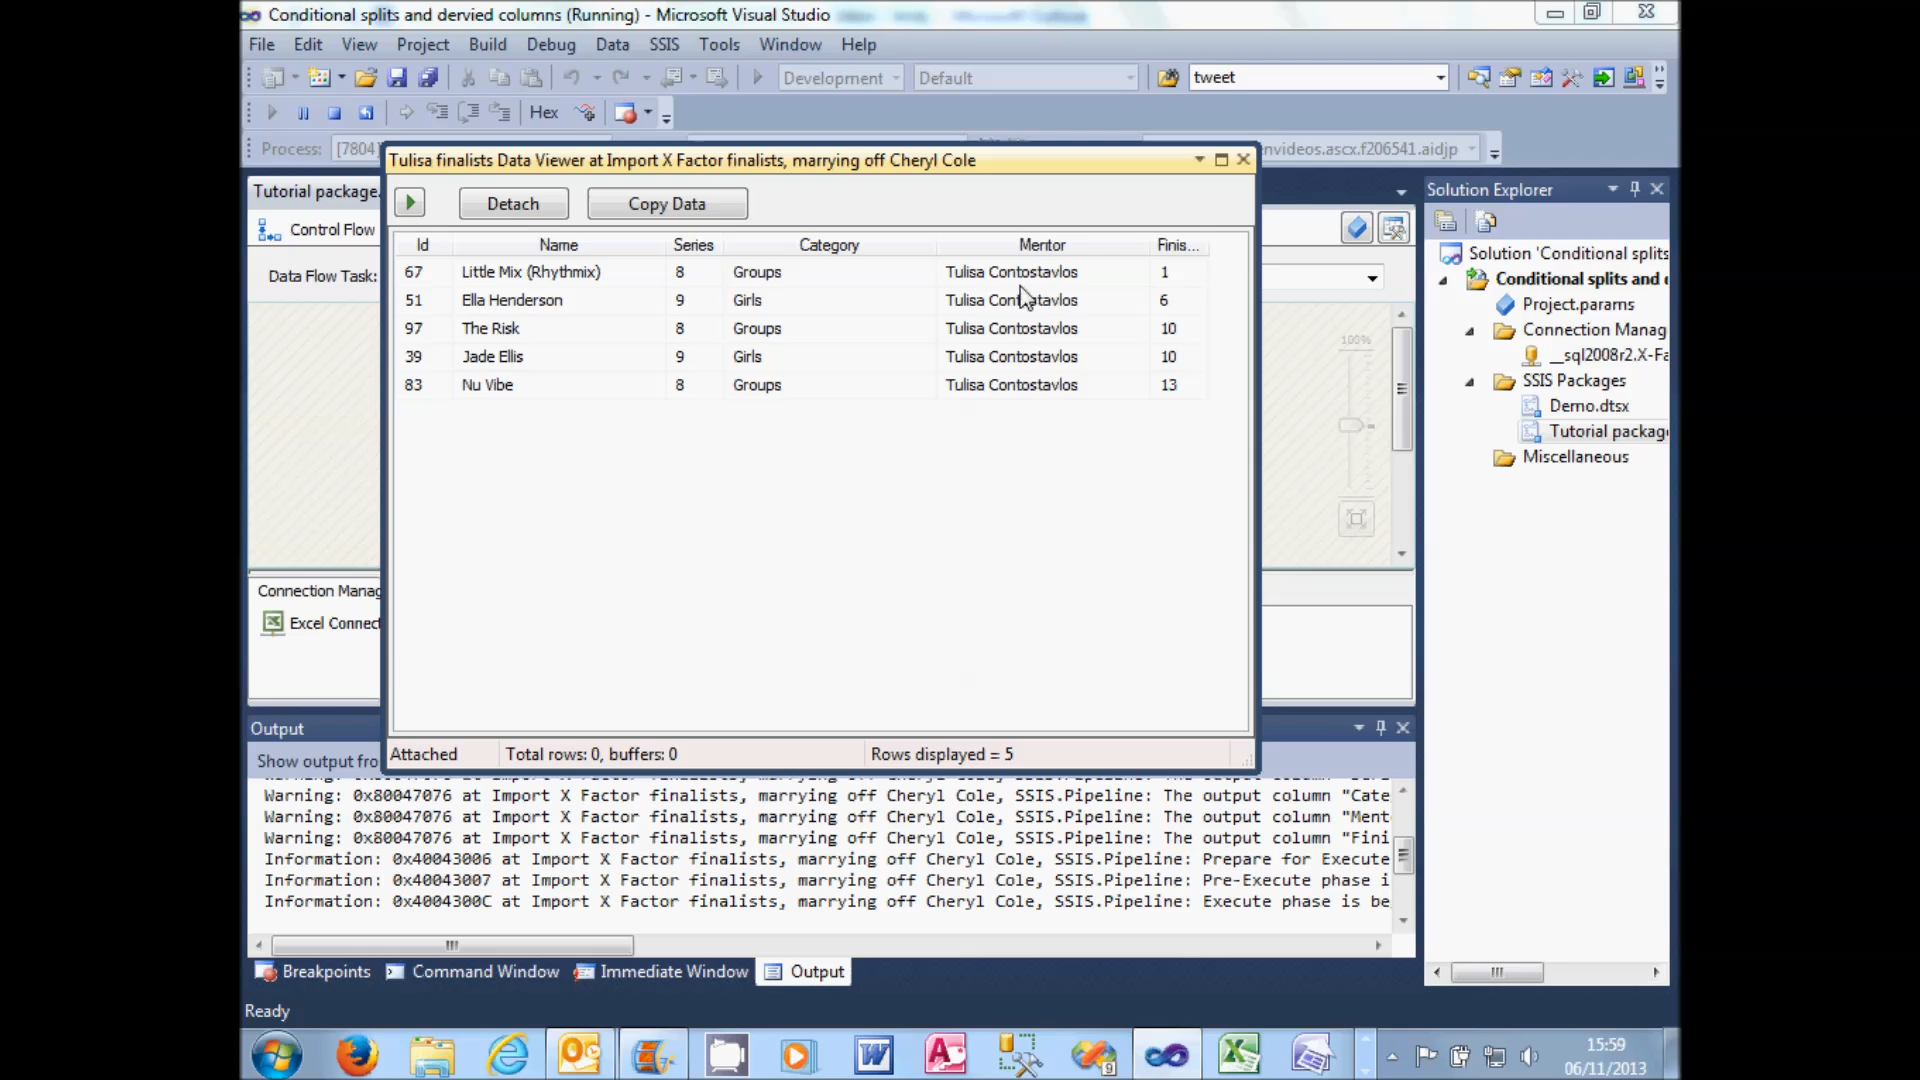 Conditional splits and dervied columns (Running) - Microsoft Visual Studio
File Edit View Project Build Debug Data SSIS Tools Window Help
Development Default tweet
Hex
Process: [7804] envideos.ascx.f206541.aidjp
Tulisa finalists Data Viewer at Import X Factor finalists, marrying off Cheryl Cole
Tutorial package.
Solution Explorer
Detach Copy Data
Control Flow
Data Flow Task:
Id Name Series Category Mentor Finis...
67 Little Mix (Rhythmix) 8 Groups Tulisa Contostavlos 1
51 Ella Henderson 9 Girls Tulisa Contostavlos 6
97 The Risk 8 Groups Tulisa Contostavlos 10
39 Jade Ellis 9 Girls Tulisa Contostavlos 10
83 Nu Vibe 8 Groups Tulisa Contostavlos 13
100%
Solution 'Conditional splits
Conditional splits and
Project.params
Connection Manag
__sql2008r2.X-Fa
SSIS Packages
Demo.dtsx
Tutorial packag
Miscellaneous
Connection Manag
Excel Connect
Output
Attached Total rows: 0, buffers: 0 Rows displayed = 5
Show output fro
Warning: 0x80047076 at Import X Factor finalists, marrying off Cheryl Cole, SSIS.Pipeline: The output column "Cate
Warning: 0x80047076 at Import X Factor finalists, marrying off Cheryl Cole, SSIS.Pipeline: The output column "Ment
Warning: 0x80047076 at Import X Factor finalists, marrying off Cheryl Cole, SSIS.Pipeline: The output column "Fini
Information: 0x40043006 at Import X Factor finalists, marrying off Cheryl Cole, SSIS.Pipeline: Prepare for Execute
Information: 0x40043007 at Import X Factor finalists, marrying off Cheryl Cole, SSIS.Pipeline: Pre-Execute phase i
Information: 0x4004300C at Import X Factor finalists, marrying off Cheryl Cole, SSIS.Pipeline: Execute phase is be
Breakpoints Command Window Immediate Window Output
Ready
15:59
06/11/2013